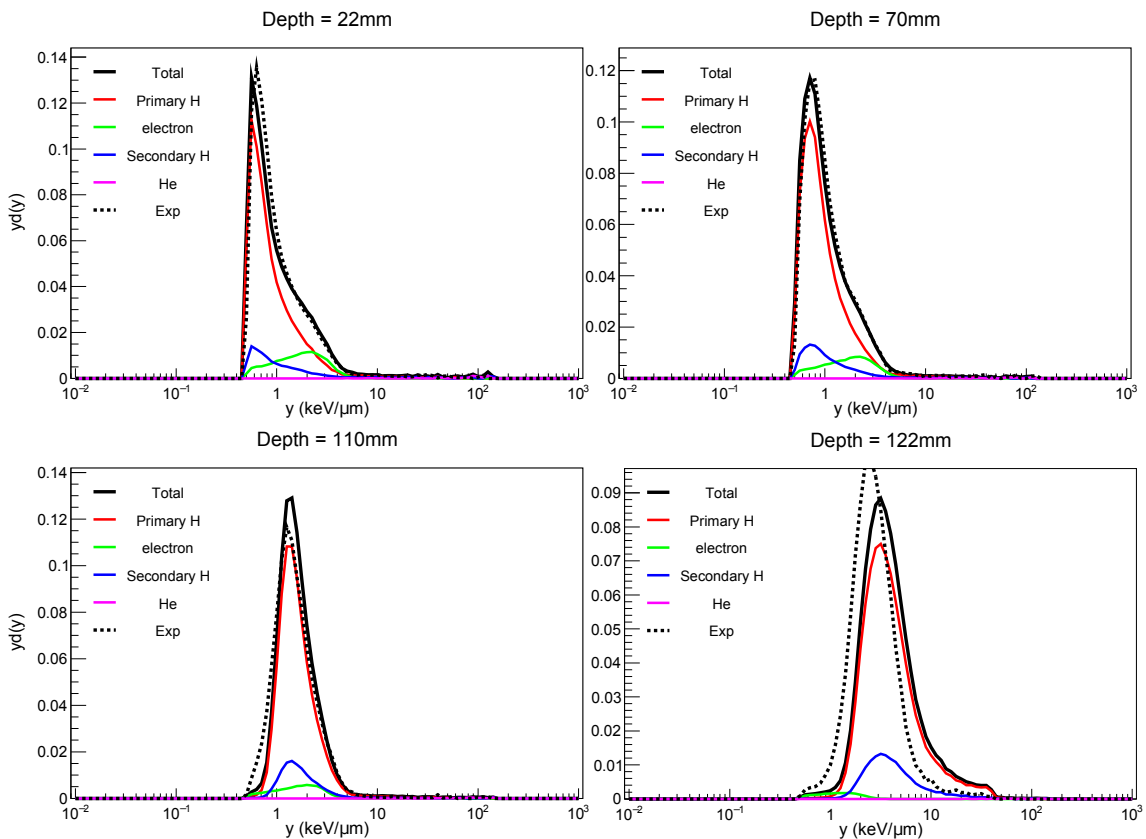 Depth = 22mm
yd(y)
0.14
0.12
0.1
0.08
0.06
0.04
0.02
0
Total
Primary H
electron
Secondary H
He
Exp
10⁻² 10⁻¹ 1 10 10² 10³
y (keV/µm)
Depth = 70mm
0.12
0.1
0.08
0.06
0.04
0.02
0
Total
Primary H
electron
Secondary H
He
Exp
10⁻² 10⁻¹ 1 10 10² 10³
y (keV/µm)
Depth = 110mm
yd(y)
0.14
0.12
0.1
0.08
0.06
0.04
0.02
0
Total
Primary H
electron
Secondary H
He
Exp
10⁻² 10⁻¹ 1 10 10² 10³
y (keV/µm)
Depth = 122mm
0.09
0.08
0.07
0.06
0.05
0.04
0.03
0.02
0.01
0
Total
Primary H
electron
Secondary H
He
Exp
10⁻² 10⁻¹ 1 10 10² 10³
y (keV/µm)